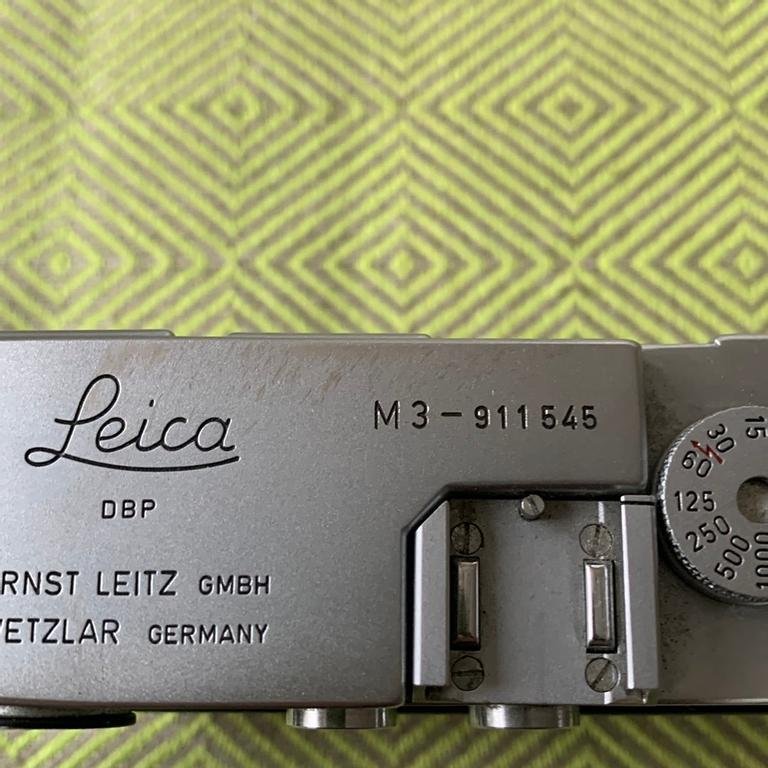 Leica
M3-911545
DBP
RNST LEITZ GMBH
ETZLAR GERMANY
15
30
60
125
250
500
1000